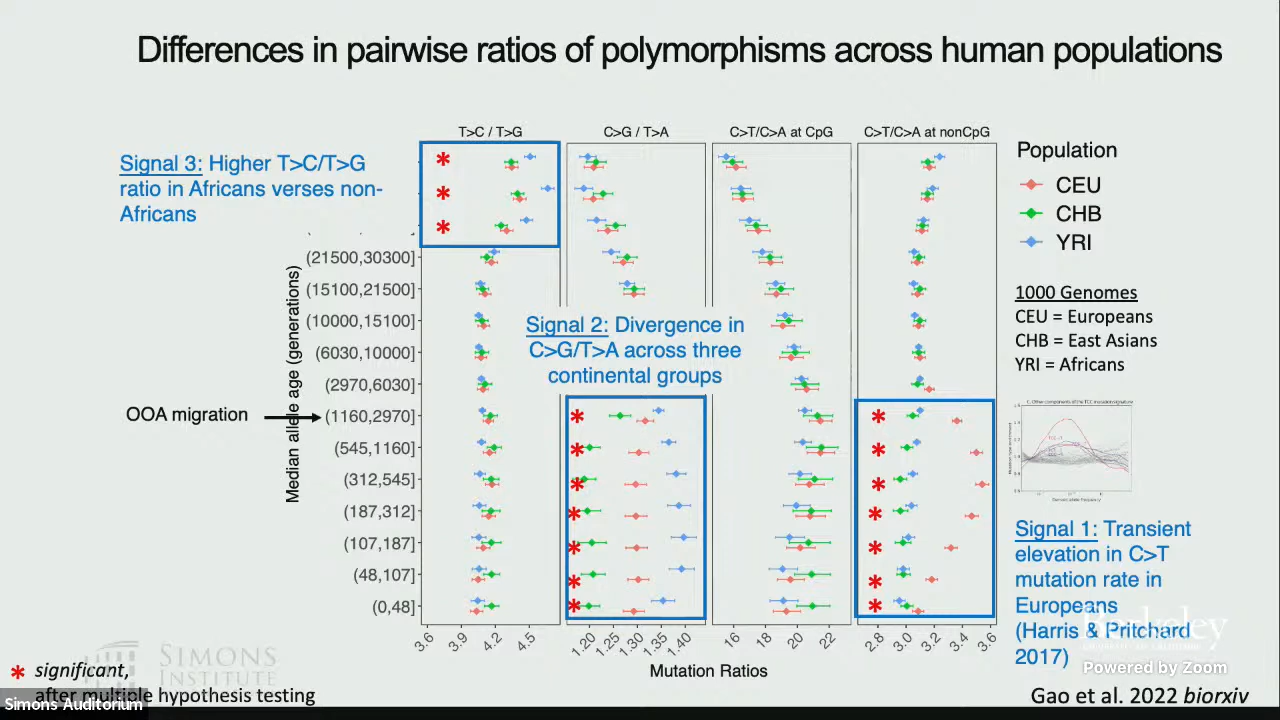 Differences in pairwise ratios of polymorphisms across human populations
T>C / T>G
C>G / T>A
C>T/C>A at CpG
C>T/C>A at nonCpG
Signal 3: Higher T>C/T>G
ratio in Africans verses non-
Africans
*
*
*
Population
CEU
CHB
YRI
1000 Genomes
CEU = Europeans
CHB = East Asians
YRI = Africans
Median allele age (generations)
(21500,30300]
(15100,21500]
(10000,15100]
(6030,10000]
(2970,6030]
(1160,2970]
(545,1160]
(312,545]
(187,312]
(107,187]
(48,107]
(0,48]
OOA migration
Signal 2: Divergence in
C>G/T>A across three
continental groups
*
*
*
*
*
*
*
*
*
*
*
*
*
*
Signal 1: Transient
elevation in C>T
mutation rate in
Europeans
(Harris & Pritchard
2017)
3.6 3.9 4.2 4.5
1.20 1.25 1.30 1.35 1.40
16 18 20 22
2.8 3.0 3.2 3.4 3.6
Mutation Ratios
* significant,
after multiple hypothesis testing
SIMONS
INSTITUTE
Simons Auditorium
Berkeley
Powered by Zoom
Gao et al. 2022 biorxiv